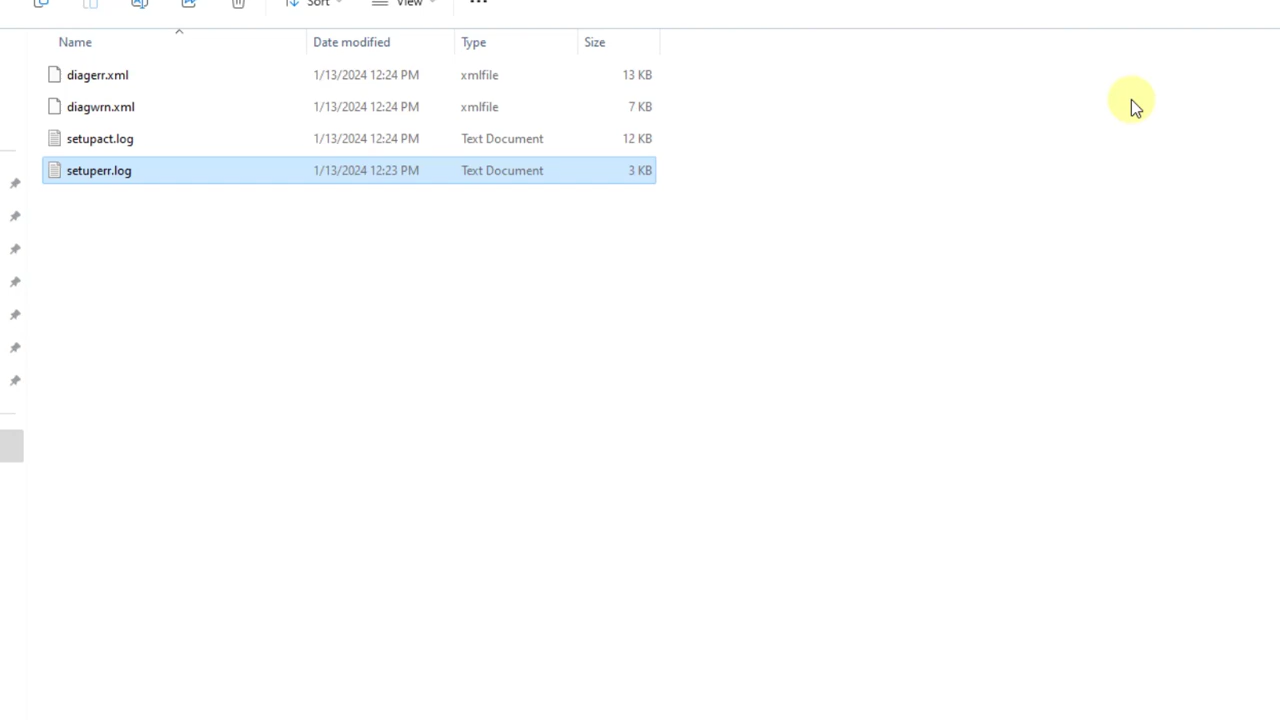 Sort View ...
Name Date modified Type Size
diagerr.xml 1/13/2024 12:24 PM xmlfile 13 KB
diagwrn.xml 1/13/2024 12:24 PM xmlfile 7 KB
setupact.log 1/13/2024 12:24 PM Text Document 12 KB
setuperr.log 1/13/2024 12:23 PM Text Document 3 KB